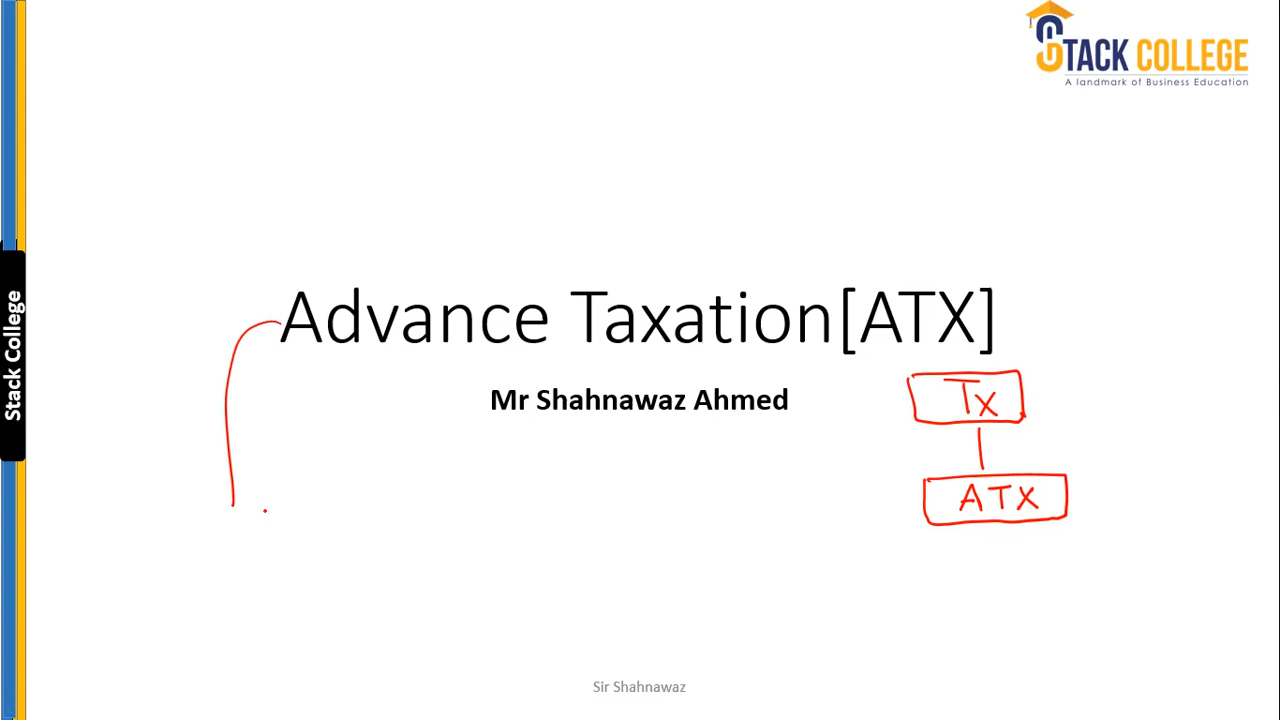 STACK COLLEGE
A landmark of Business Education
Stack College
Advance Taxation[ATX]
Mr Shahnawaz Ahmed
Tx
ATX
Sir Shahnawaz